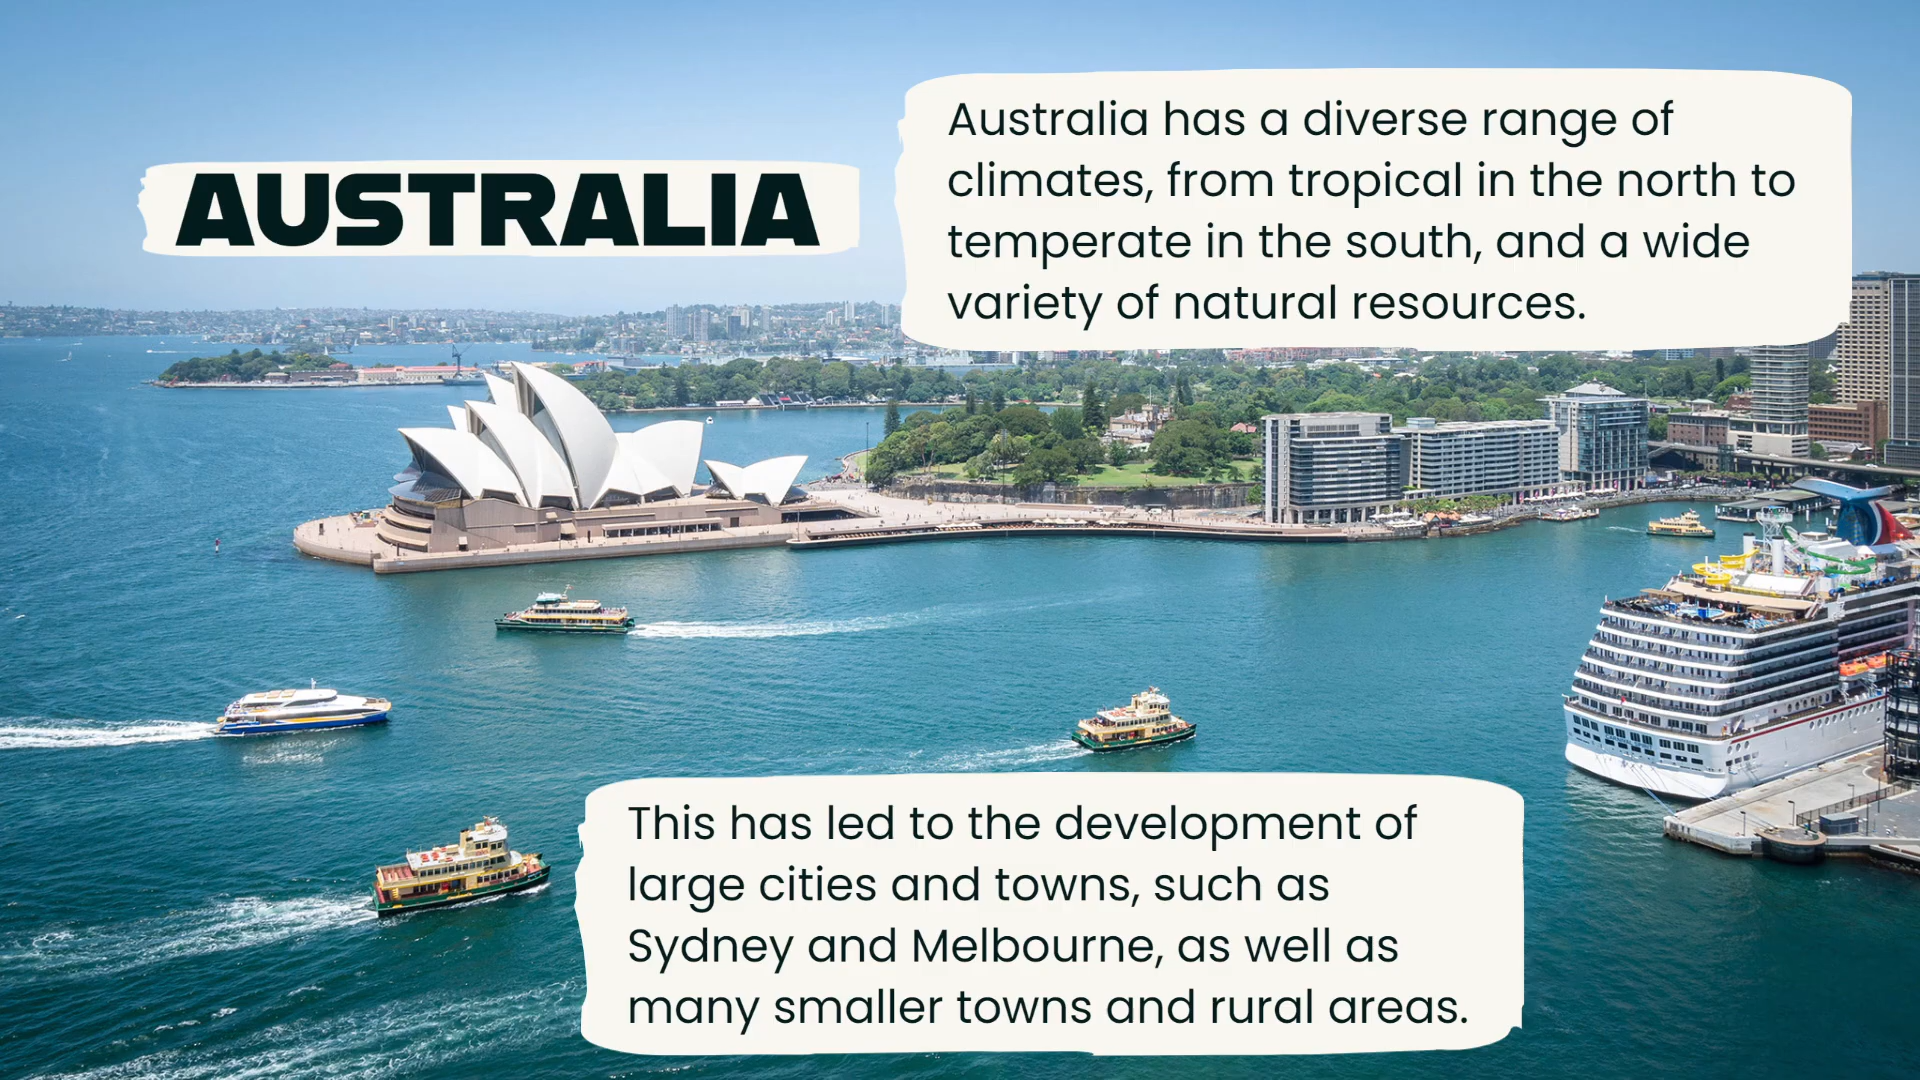 AUSTRALIA
Australia has a diverse range of
climates, from tropical in the north to
temperate in the south, and a wide
variety of natural resources.
This has led to the development of
large cities and towns, such as
Sydney and Melbourne, as well as
many smaller towns and rural areas.